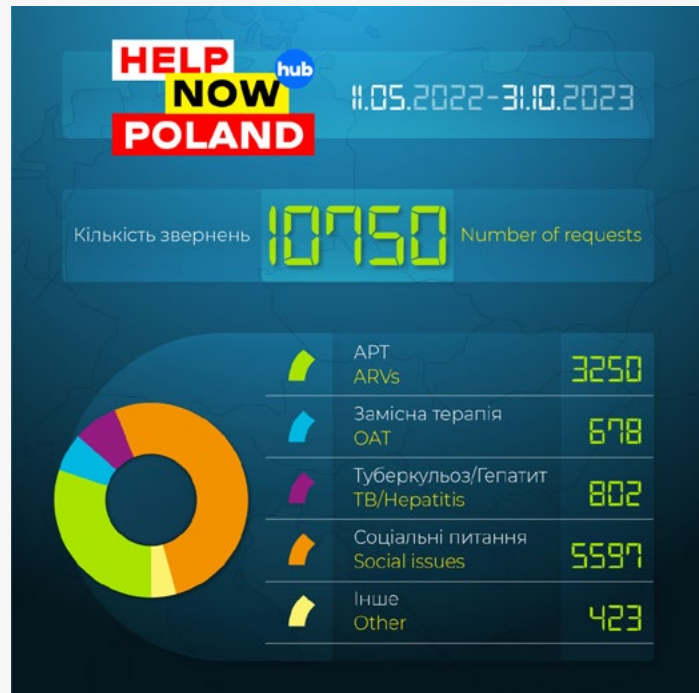 HELP
hub
NOW
POLAND
11.05.2022-31.10.2023
Кількість звернень 10750 Number of requests
АРТ
ARVs
3250
Замісна терапія
OAT
678
Туберкульоз/Гепатит
TB/Hepatitis
802
Соціальні питання
Social issues
5597
Інше
Other
423